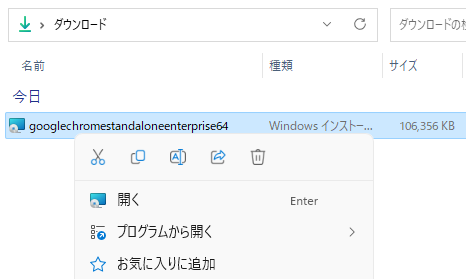 ダウンロード ダウンロードの検
名前 種類 サイズ
今日
googlechromestandaloneenterprise64 Windows インストー... 106,356 KB
開く Enter
プログラムから開く
お気に入りに追加